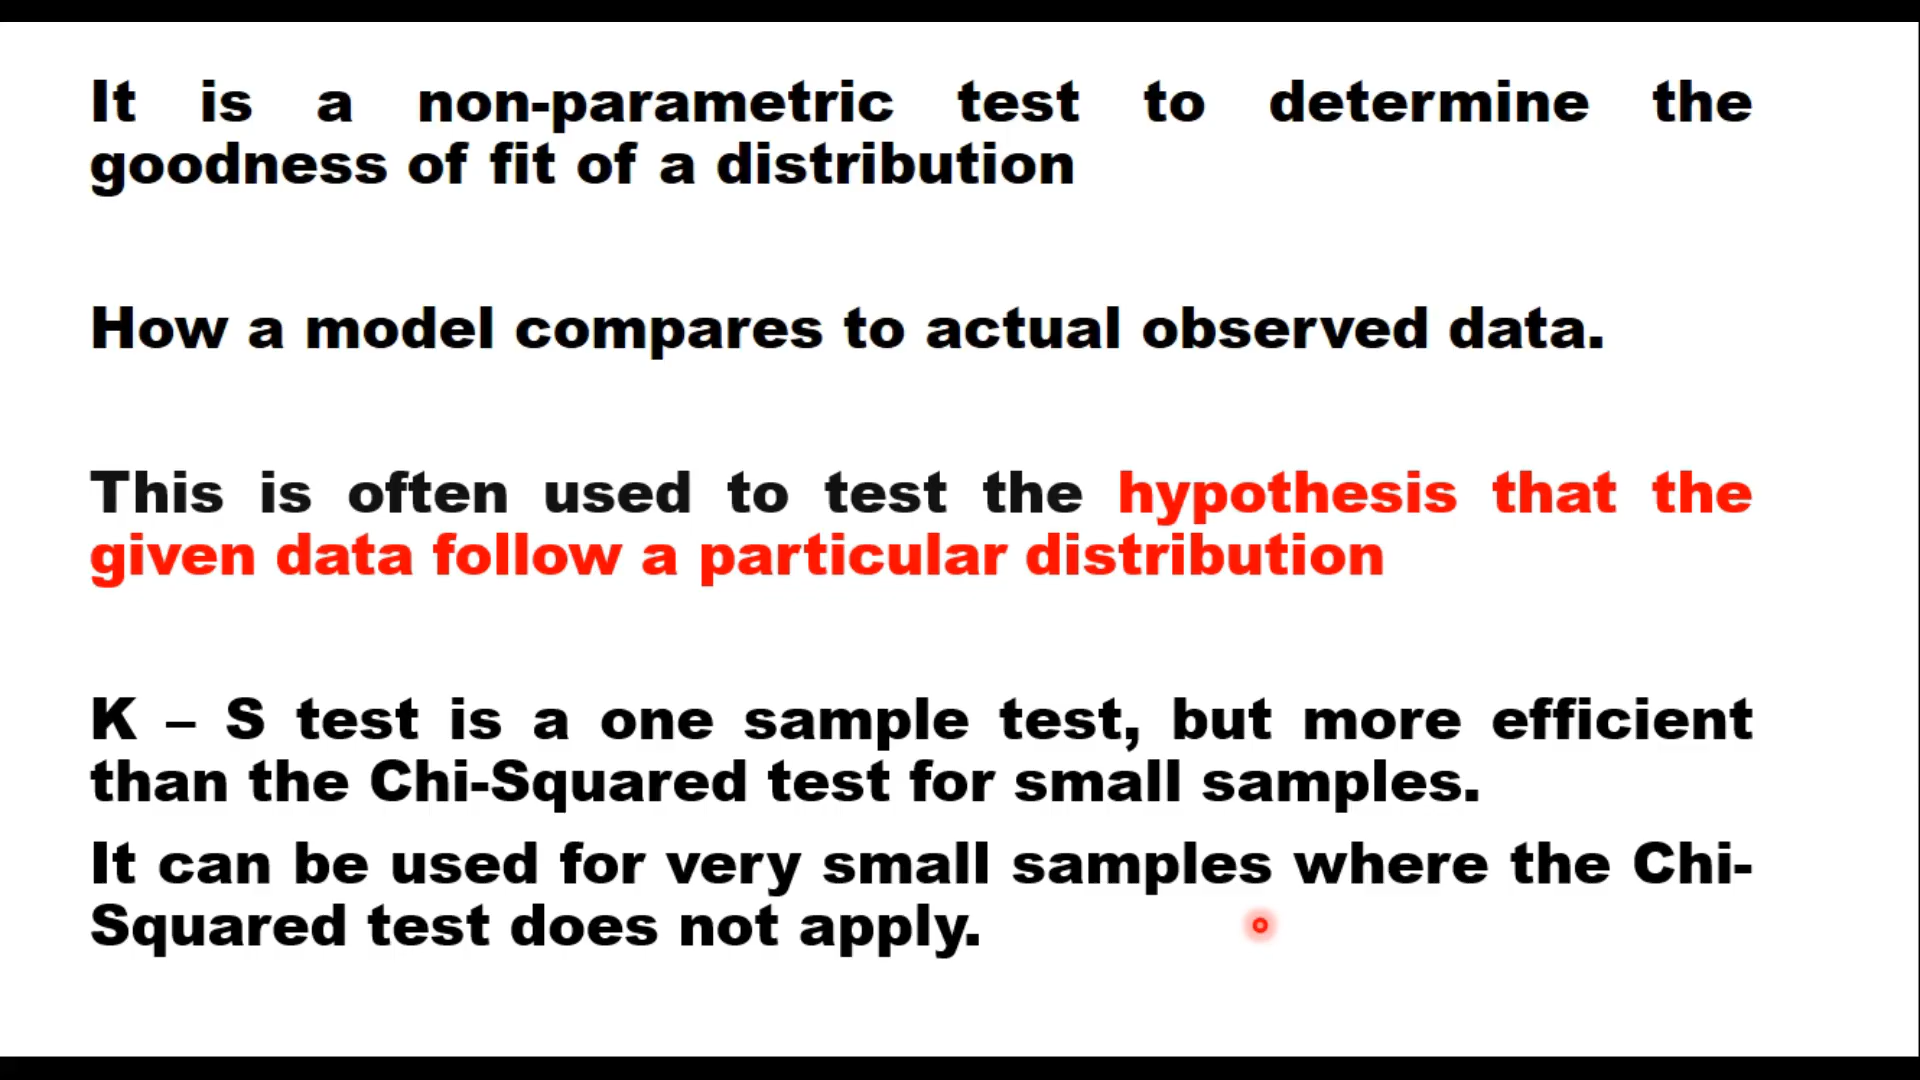 It is a non-parametric test to determine the
goodness of fit of a distribution
How a model compares to actual observed data.
This is often used to test the hypothesis that the
given data follow a particular distribution
K – S test is a one sample test, but more efficient
than the Chi-Squared test for small samples.
It can be used for very small samples where the Chi-
Squared test does not apply.